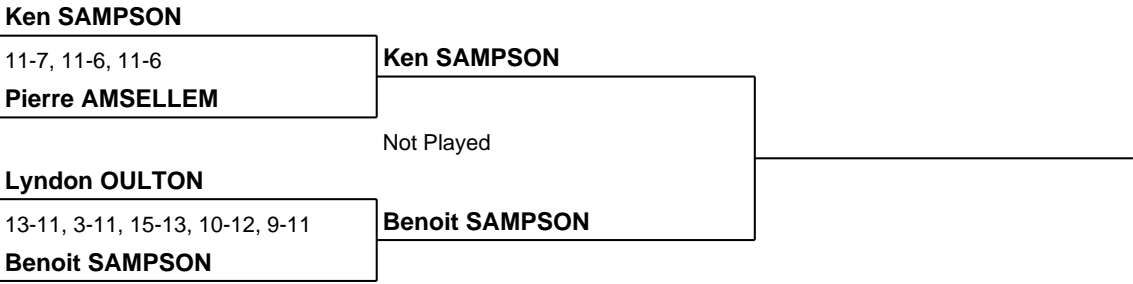 Ken SAMPSON
11-7, 11-6, 11-6
Ken SAMPSON
Pierre AMSELLEM
Not Played
Lyndon OULTON
13-11, 3-11, 15-13, 10-12, 9-11
Benoit SAMPSON
Benoit SAMPSON